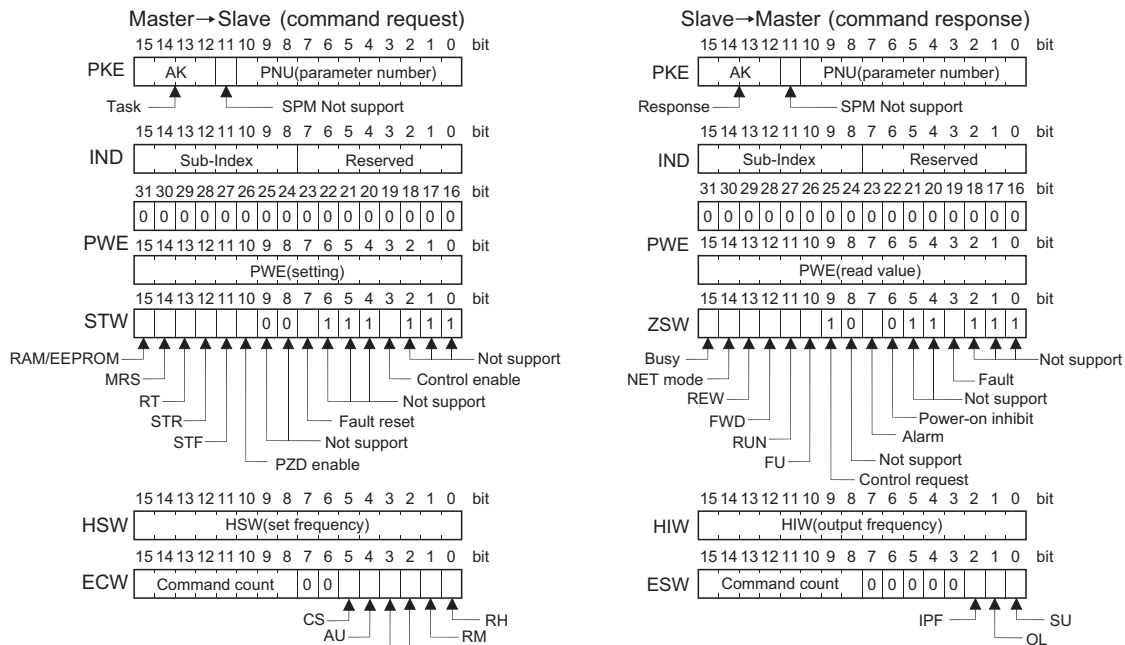 Master→Slave (command request)
15 14 13 12 11 10 9 8 7 6 5 4 3 2 1 0 bit
PKE AK PNU(parameter number)
Task SPM Not support
15 14 13 12 11 10 9 8 7 6 5 4 3 2 1 0 bit
IND Sub-Index Reserved
31 30 29 28 27 26 25 24 23 22 21 20 19 18 17 16 bit
0 0 0 0 0 0 0 0 0 0 0 0 0 0 0 0
PWE 15 14 13 12 11 10 9 8 7 6 5 4 3 2 1 0 bit
PWE(setting)
15 14 13 12 11 10 9 8 7 6 5 4 3 2 1 0 bit
STW 0 0 1 1 1 1 1 1
RAM/EEPROM Not support
MRS Control enable
RT Not support
STR Fault reset
STF Not support
PZD enable
15 14 13 12 11 10 9 8 7 6 5 4 3 2 1 0 bit
HSW HSW(set frequency)
15 14 13 12 11 10 9 8 7 6 5 4 3 2 1 0 bit
ECW Command count 0 0
CS RH
AU RM
Slave→Master (command response)
15 14 13 12 11 10 9 8 7 6 5 4 3 2 1 0 bit
PKE AK PNU(parameter number)
Response SPM Not support
15 14 13 12 11 10 9 8 7 6 5 4 3 2 1 0 bit
IND Sub-Index Reserved
31 30 29 28 27 26 25 24 23 22 21 20 19 18 17 16 bit
0 0 0 0 0 0 0 0 0 0 0 0 0 0 0 0
PWE 15 14 13 12 11 10 9 8 7 6 5 4 3 2 1 0 bit
PWE(read value)
15 14 13 12 11 10 9 8 7 6 5 4 3 2 1 0 bit
ZSW 1 0 0 1 1 1 1 1
Busy Not support
NET mode Fault
REW Not support
FWD Power-on inhibit
RUN Alarm
FU Not support
Control request
15 14 13 12 11 10 9 8 7 6 5 4 3 2 1 0 bit
HIW HIW(output frequency)
15 14 13 12 11 10 9 8 7 6 5 4 3 2 1 0 bit
ESW Command count 0 0 0 0 0
IPF SU
OL